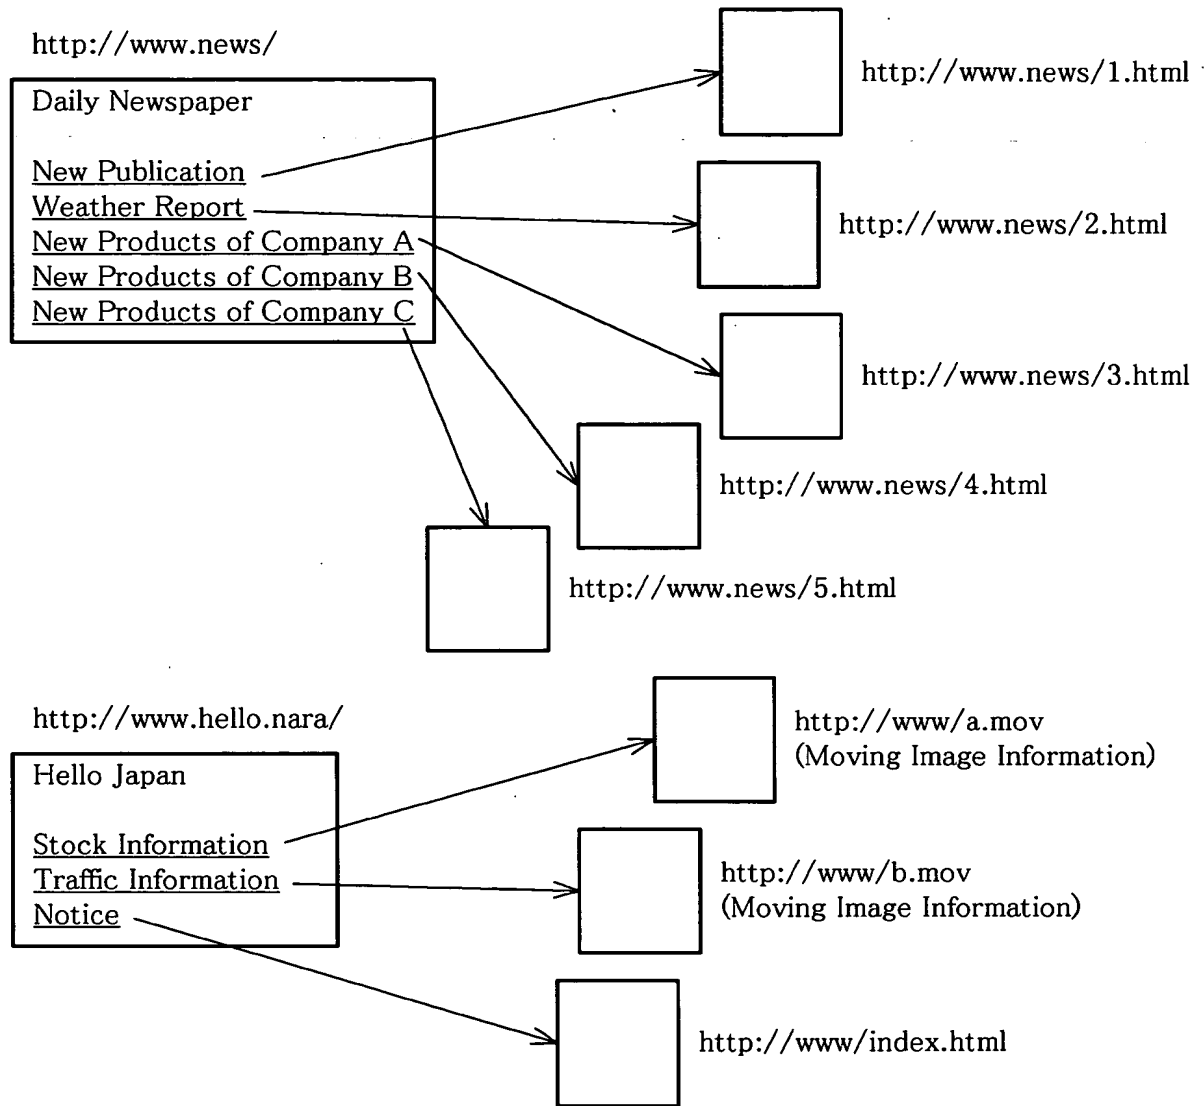 http://www.news/
Daily Newspaper
New Publication
Weather Report
New Products of Company A
New Products of Company B
New Products of Company C
http://www.news/1.html
http://www.news/2.html
http://www.news/3.html
http://www.news/4.html
http://www.news/5.html
http://www.hello.nara/
Hello Japan
Stock Information
Traffic Information
Notice
http://www/a.mov
(Moving Image Information)
http://www/b.mov
(Moving Image Information)
http://www/index.html